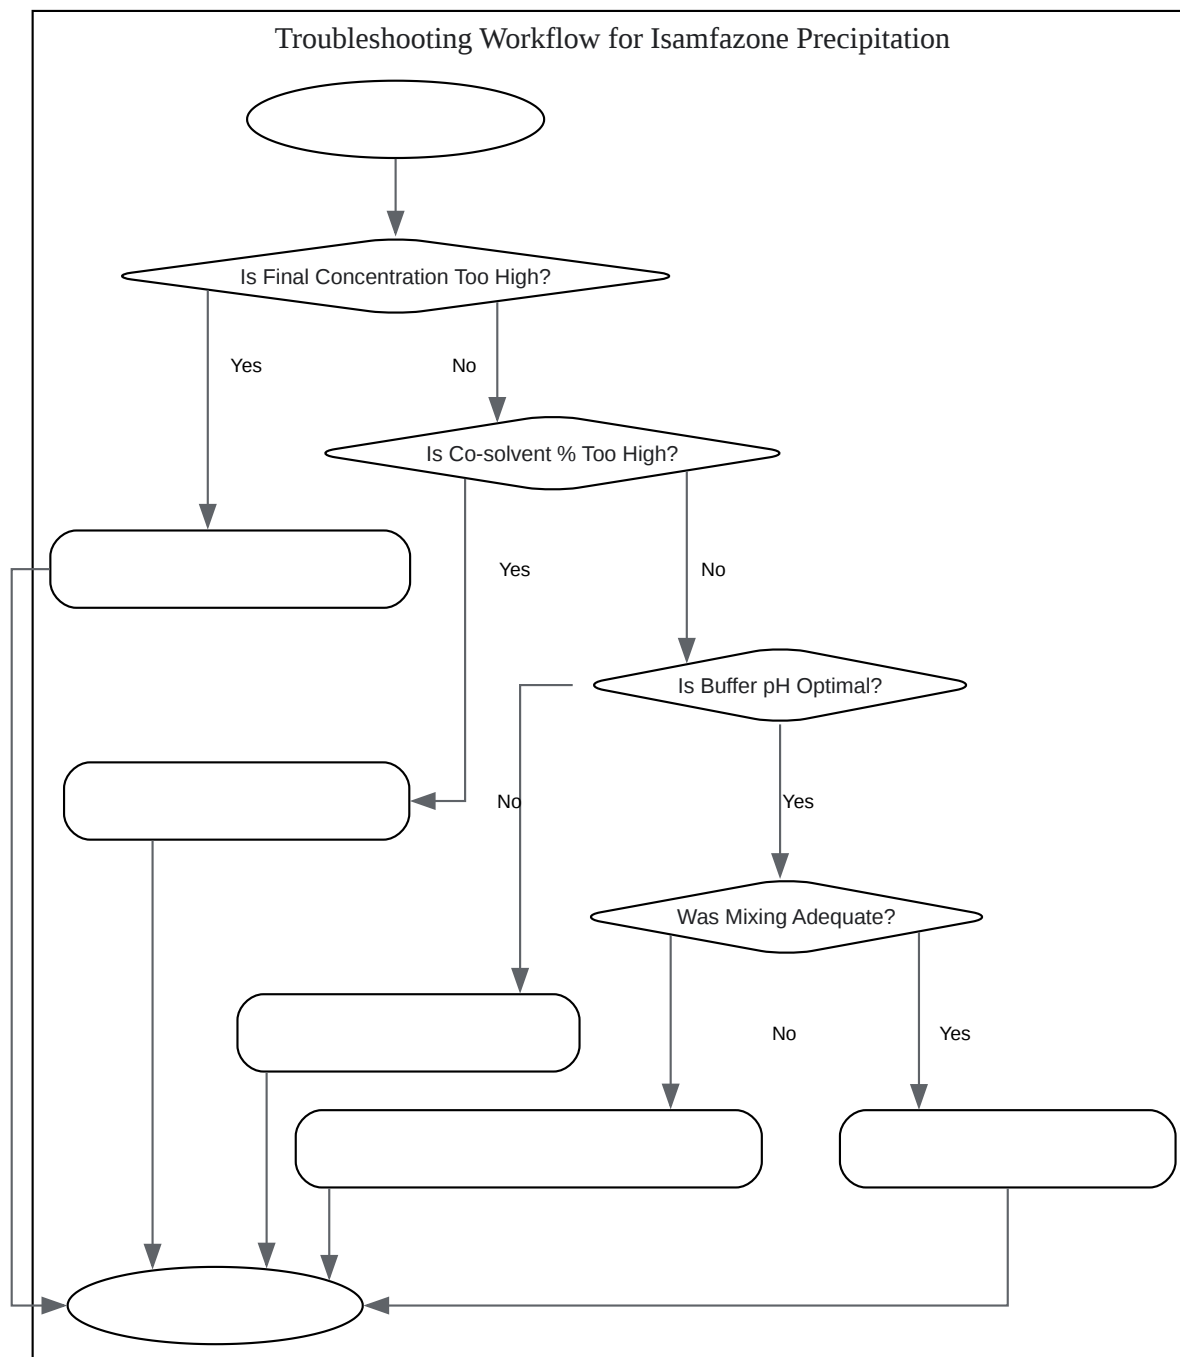 Troubleshooting Workflow for Isamfazone Precipitation
Is Final Concentration Too High?
Yes
No
Is Co-solvent % Too High?
Yes
No
Is Buffer pH Optimal?
No
Yes
Was Mixing Adequate?
No
Yes